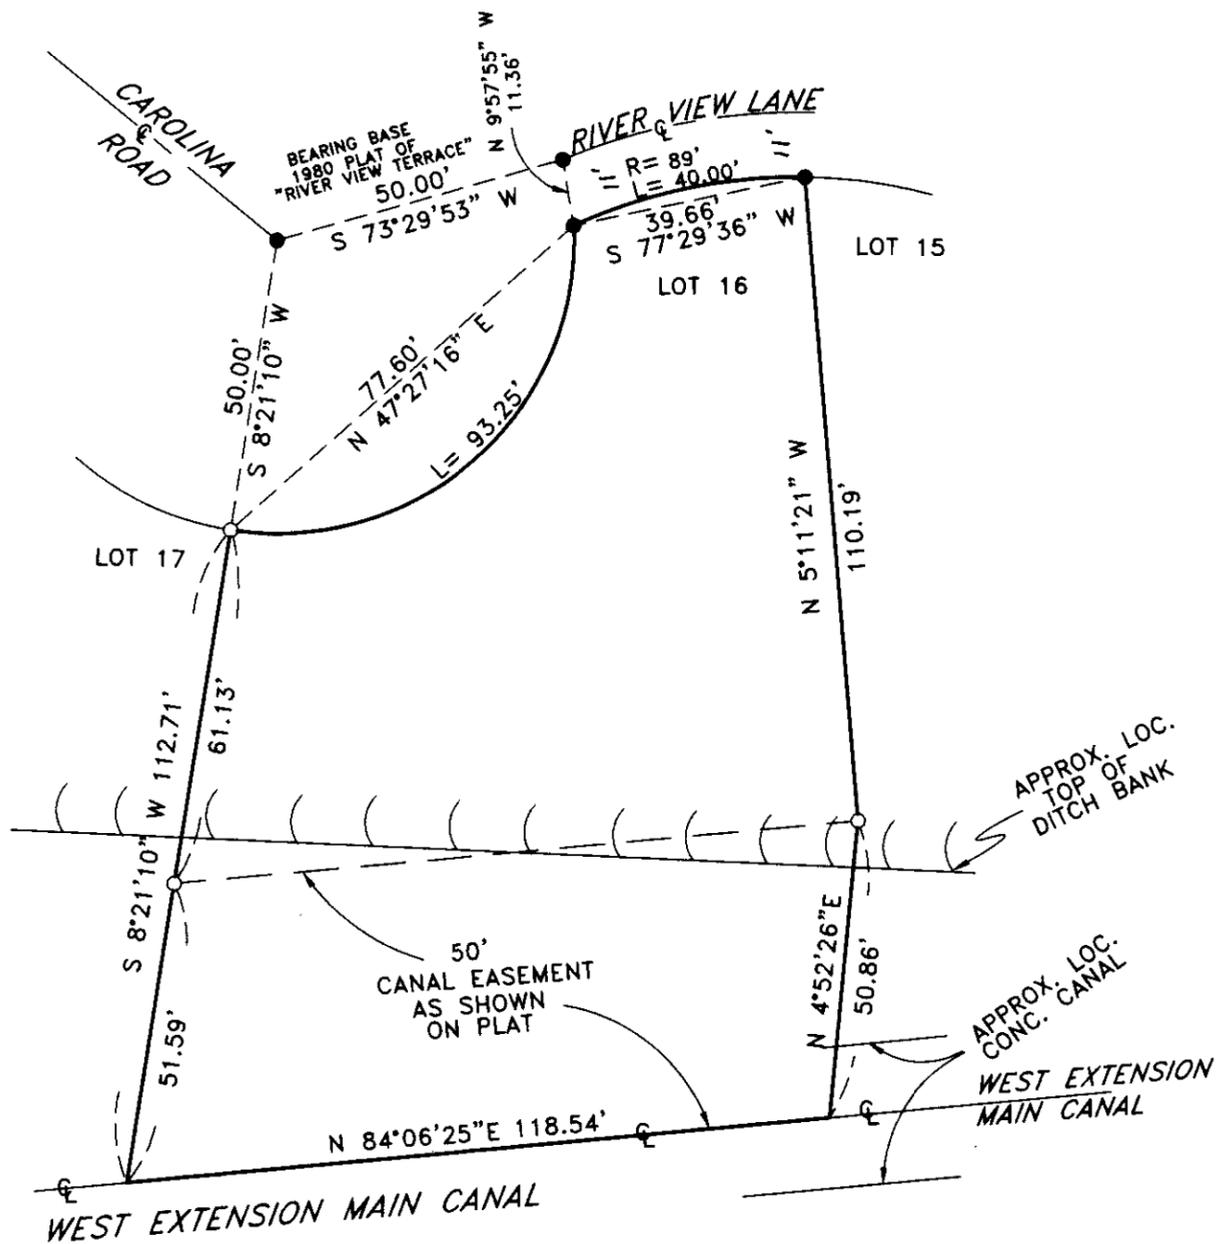 N 9°57'55" W
11.36'
CAROLINA
℄
ROAD
BEARING BASE
1980 PLAT OF
"RIVER VIEW TERRACE"
50.00'
S 73°29'53" W
RIVER VIEW LANE
℄
R= 89'
L= 40.00'
39.66'
S 77°29'36" W
LOT 15
LOT 16
50.00'
S 8°21'10" W
77.60'
N 47°27'16" E
L= 93.25'
N 5°11'21" W
110.19'
LOT 17
S 8°21'10" W 112.71'
61.13'
APPROX. LOC.
TOP OF
DITCH BANK
50'
CANAL EASEMENT
AS SHOWN
ON PLAT
N 4°52'26"E
50.86'
APPROX. LOC.
CONC. CANAL
51.59'
WEST EXTENSION
MAIN CANAL
℄
N 84°06'25"E 118.54'
℄
℄
WEST EXTENSION MAIN CANAL